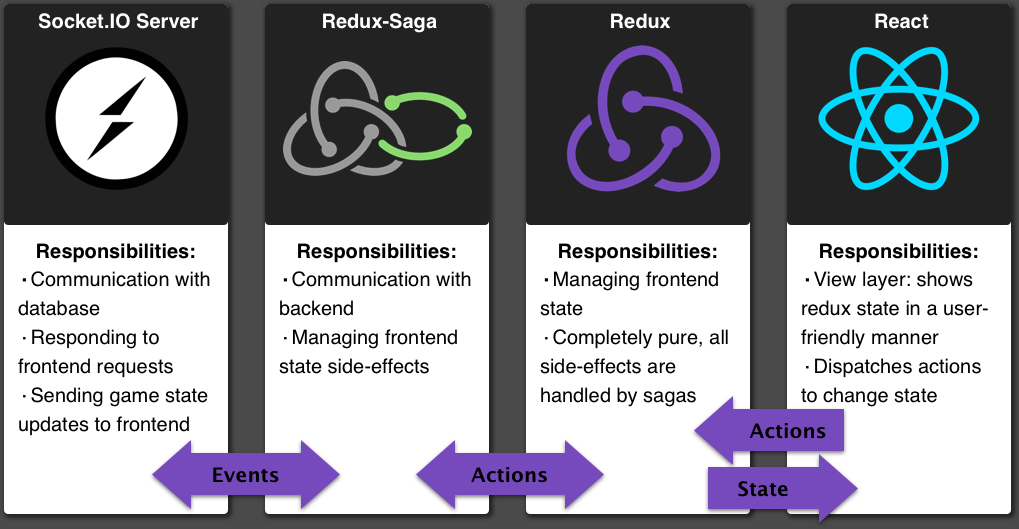 Socket.IO Server
Responsibilities:
·Communication with
database
·Responding to
frontend requests
·Sending game state
updates to frontend
Redux-Saga
Responsibilities:
·Communication with
backend
·Managing frontend
state side-effects
Redux
Responsibilities:
·Managing frontend
state
·Completely pure, all
side-effects are
handled by sagas
React
Responsibilities:
·View layer: shows
redux state in a user-
friendly manner
·Dispatches actions
to change state
Events
Actions
Actions
State